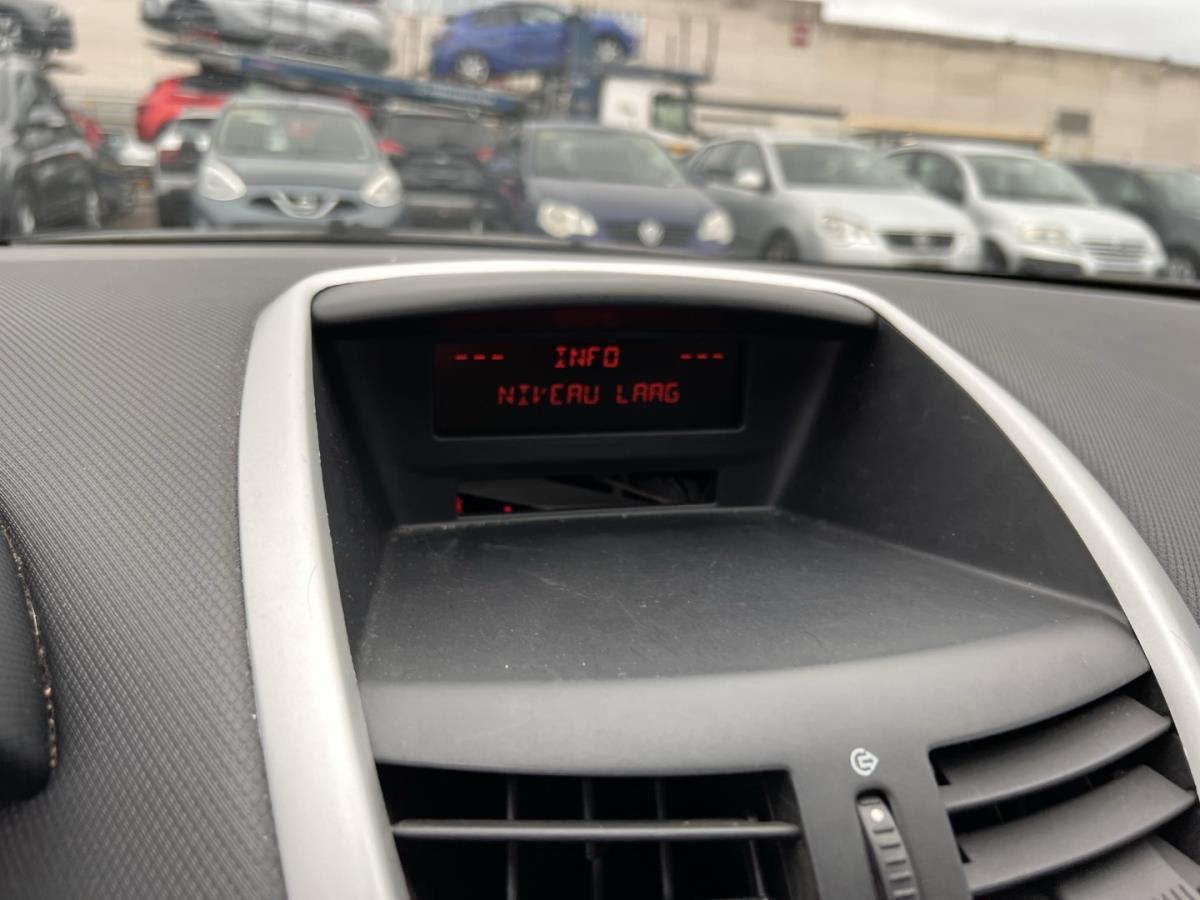 --- INFO ---
NIVEAU LAAG